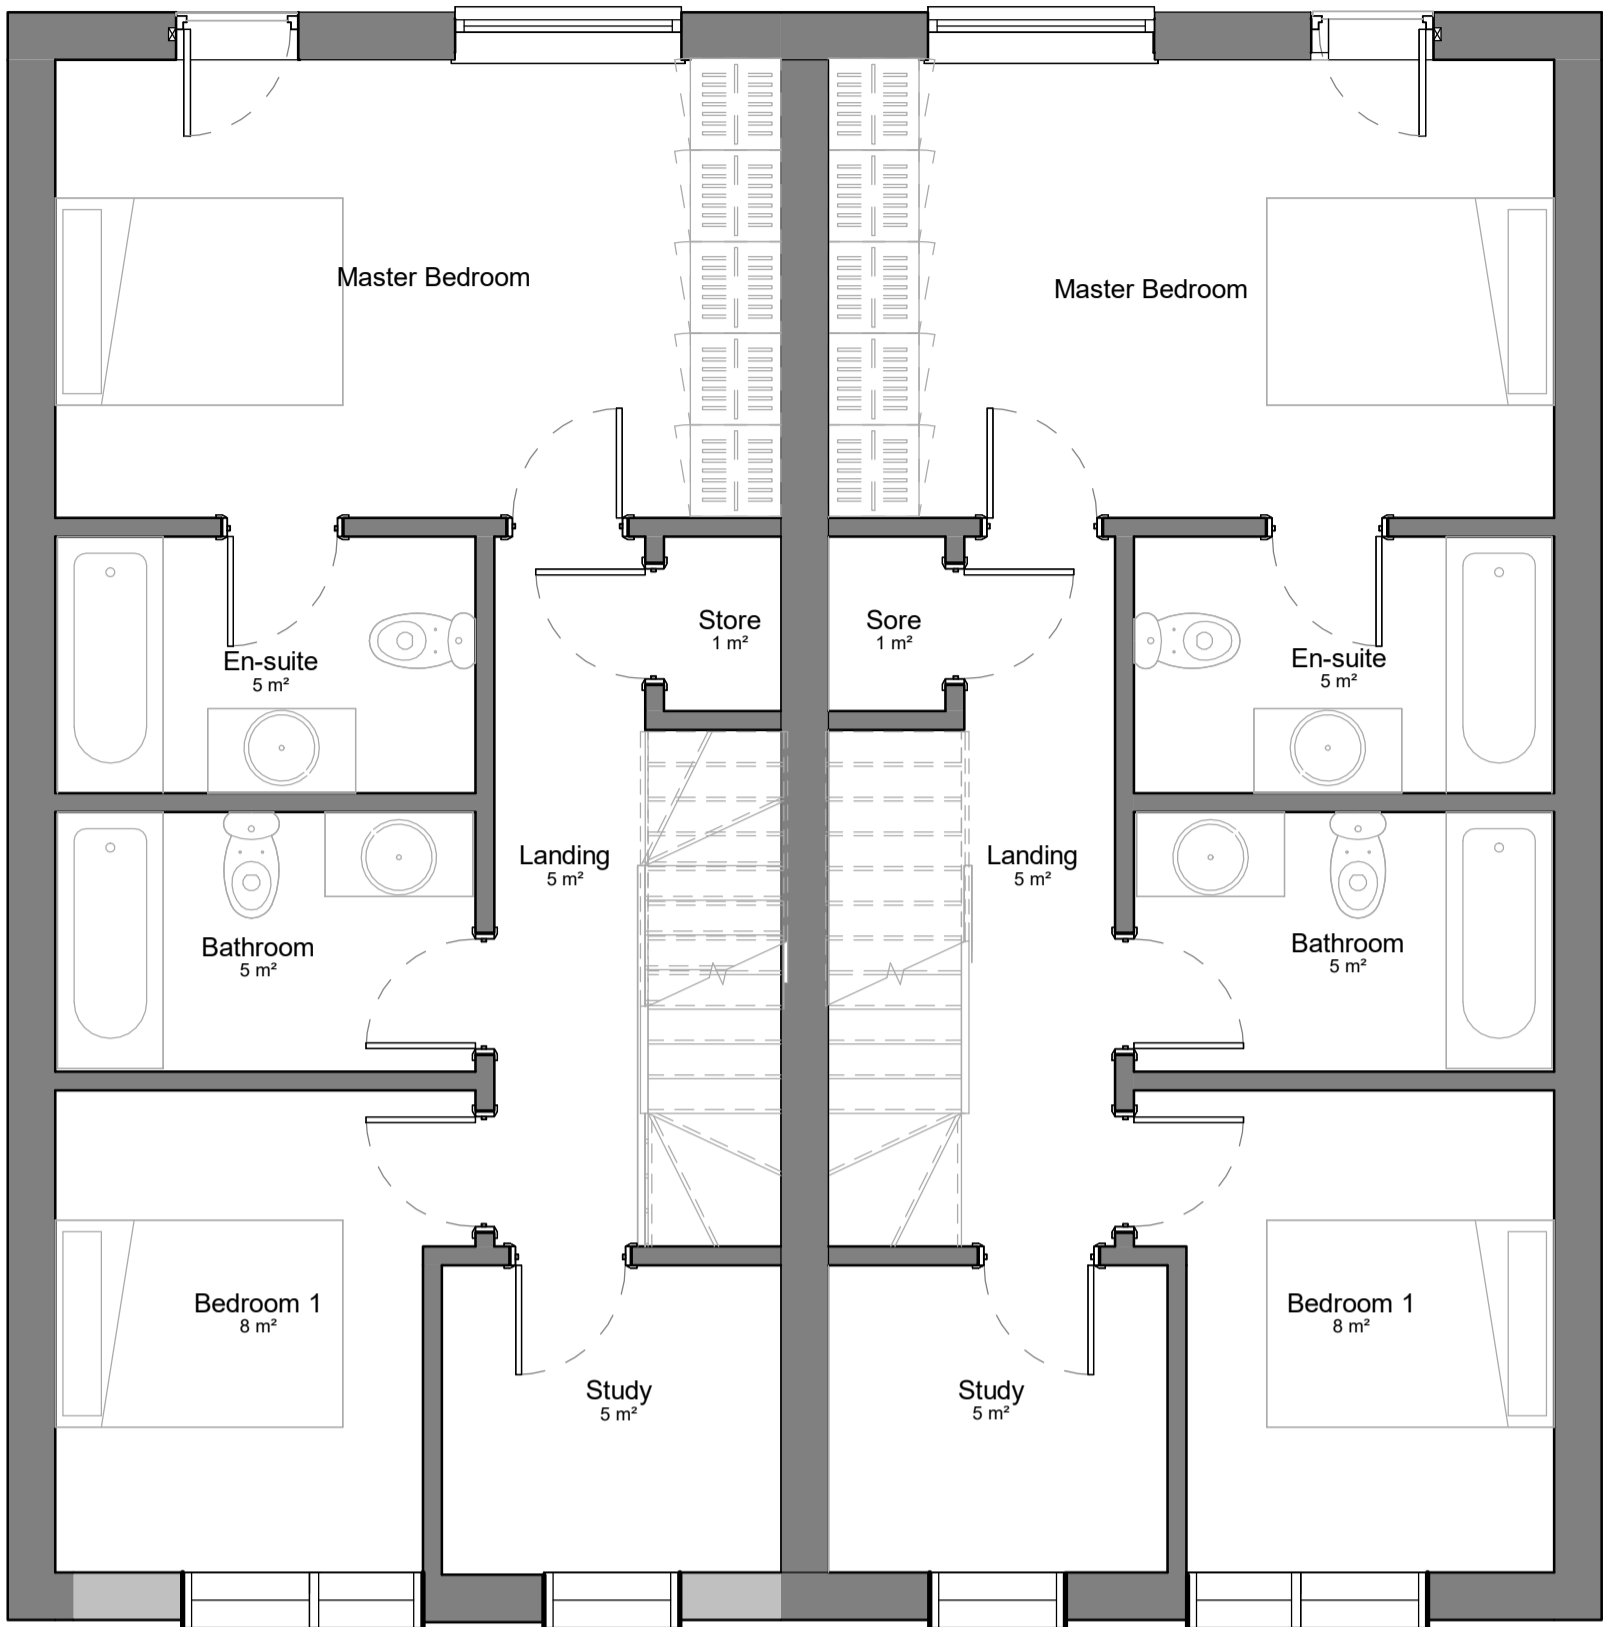 Master Bedroom
Master Bedroom
Store
1 m²
Sore
1 m²
En-suite
5 m²
En-suite
5 m²
Landing
5 m²
Landing
5 m²
Bathroom
5 m²
Bathroom
5 m²
Bedroom 1
8 m²
Bedroom 1
8 m²
Study
5 m²
Study
5 m²